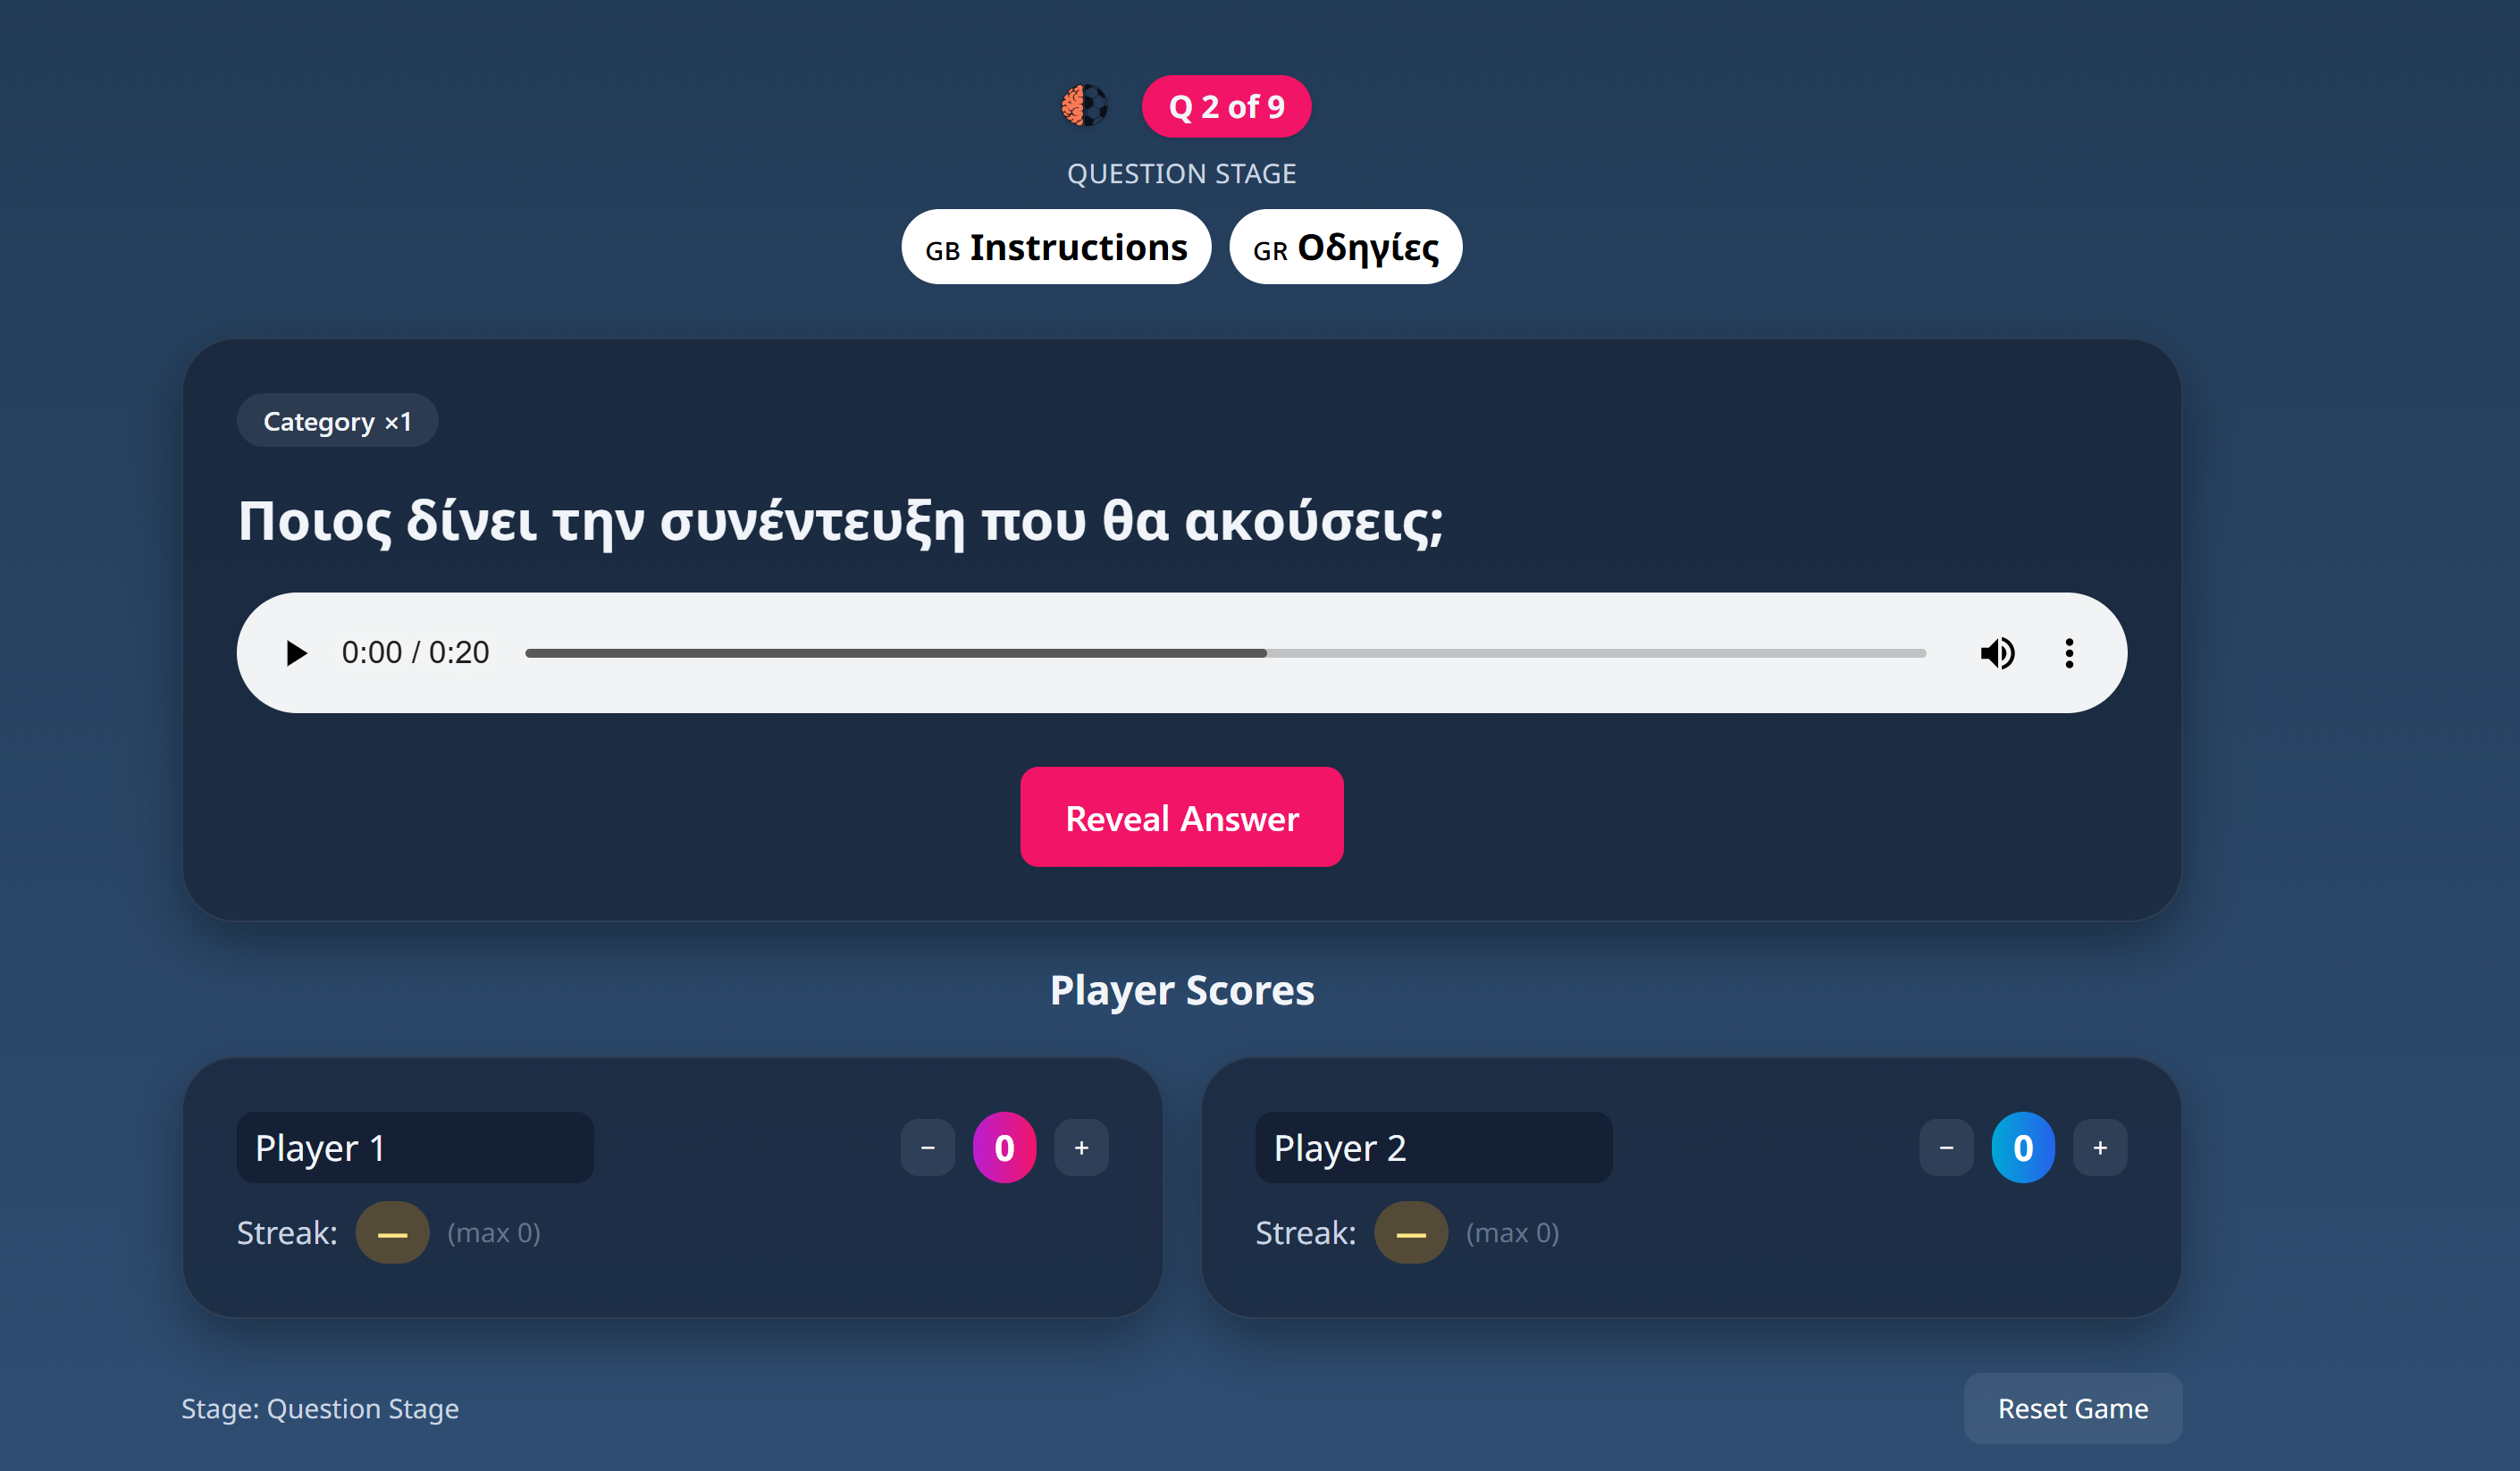 Q 2 of 9
QUESTION STAGE
GB Instructions GR Οδηγίες
Category ×1
Ποιος δίνει την συνέντευξη που θα ακούσεις;
0:00 / 0:20
Reveal Answer
Player Scores
Player 1 − 0 +
Streak: — (max 0)
Player 2 − 0 +
Streak: — (max 0)
Stage: Question Stage
Reset Game